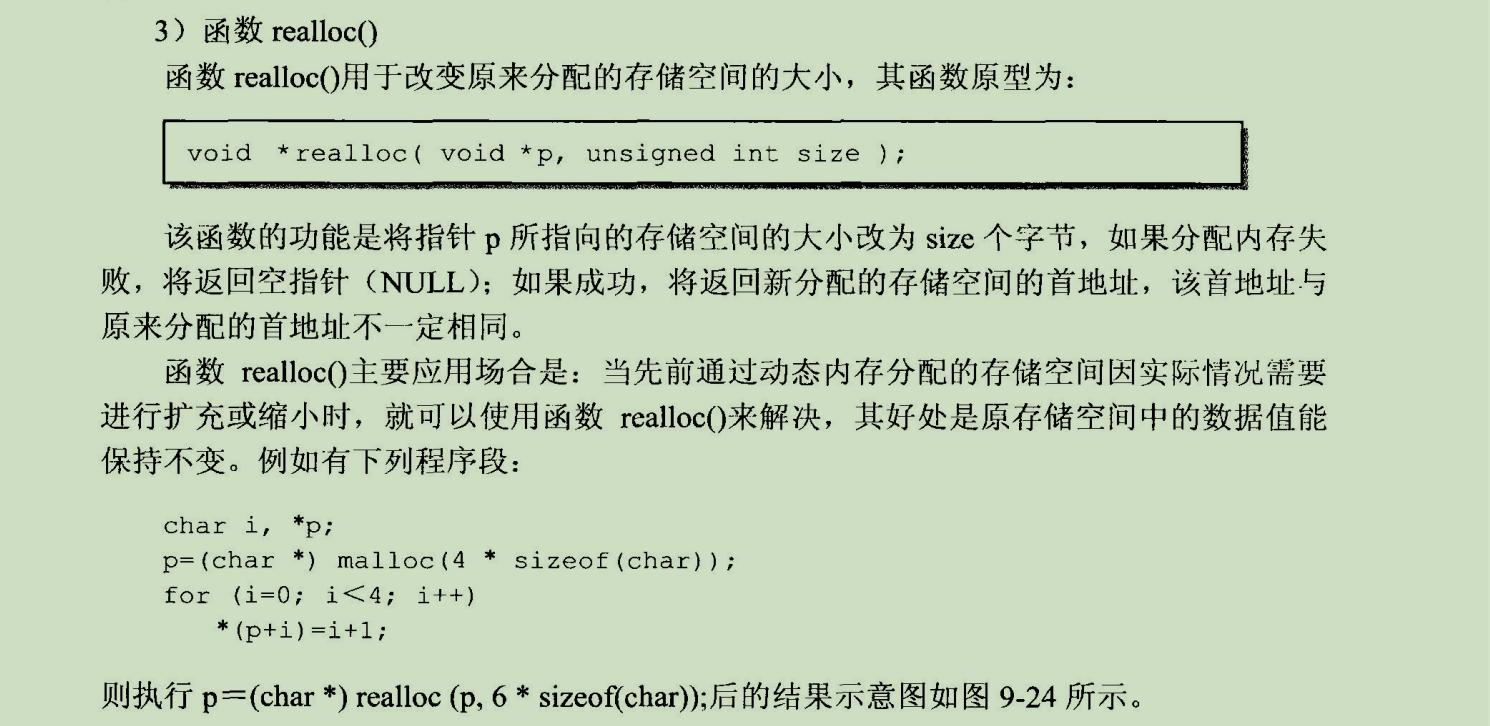 3）函数 realloc()
函数 realloc()用于改变原来分配的存储空间的大小，其函数原型为：
void *realloc( void *p, unsigned int size );
该函数的功能是将指针 p 所指向的存储空间的大小改为 size 个字节，如果分配内存失
败，将返回空指针（NULL）；如果成功，将返回新分配的存储空间的首地址，该首地址与
原来分配的首地址不一定相同。
函数 realloc()主要应用场合是：当先前通过动态内存分配的存储空间因实际情况需要
进行扩充或缩小时，就可以使用函数 realloc()来解决，其好处是原存储空间中的数据值能
保持不变。例如有下列程序段：
char i, *p;
p=(char *) malloc(4 * sizeof(char));
for (i=0; i<4; i++)
*(p+i)=i+1;
则执行 p＝(char *) realloc (p, 6 * sizeof(char));后的结果示意图如图 9-24 所示。